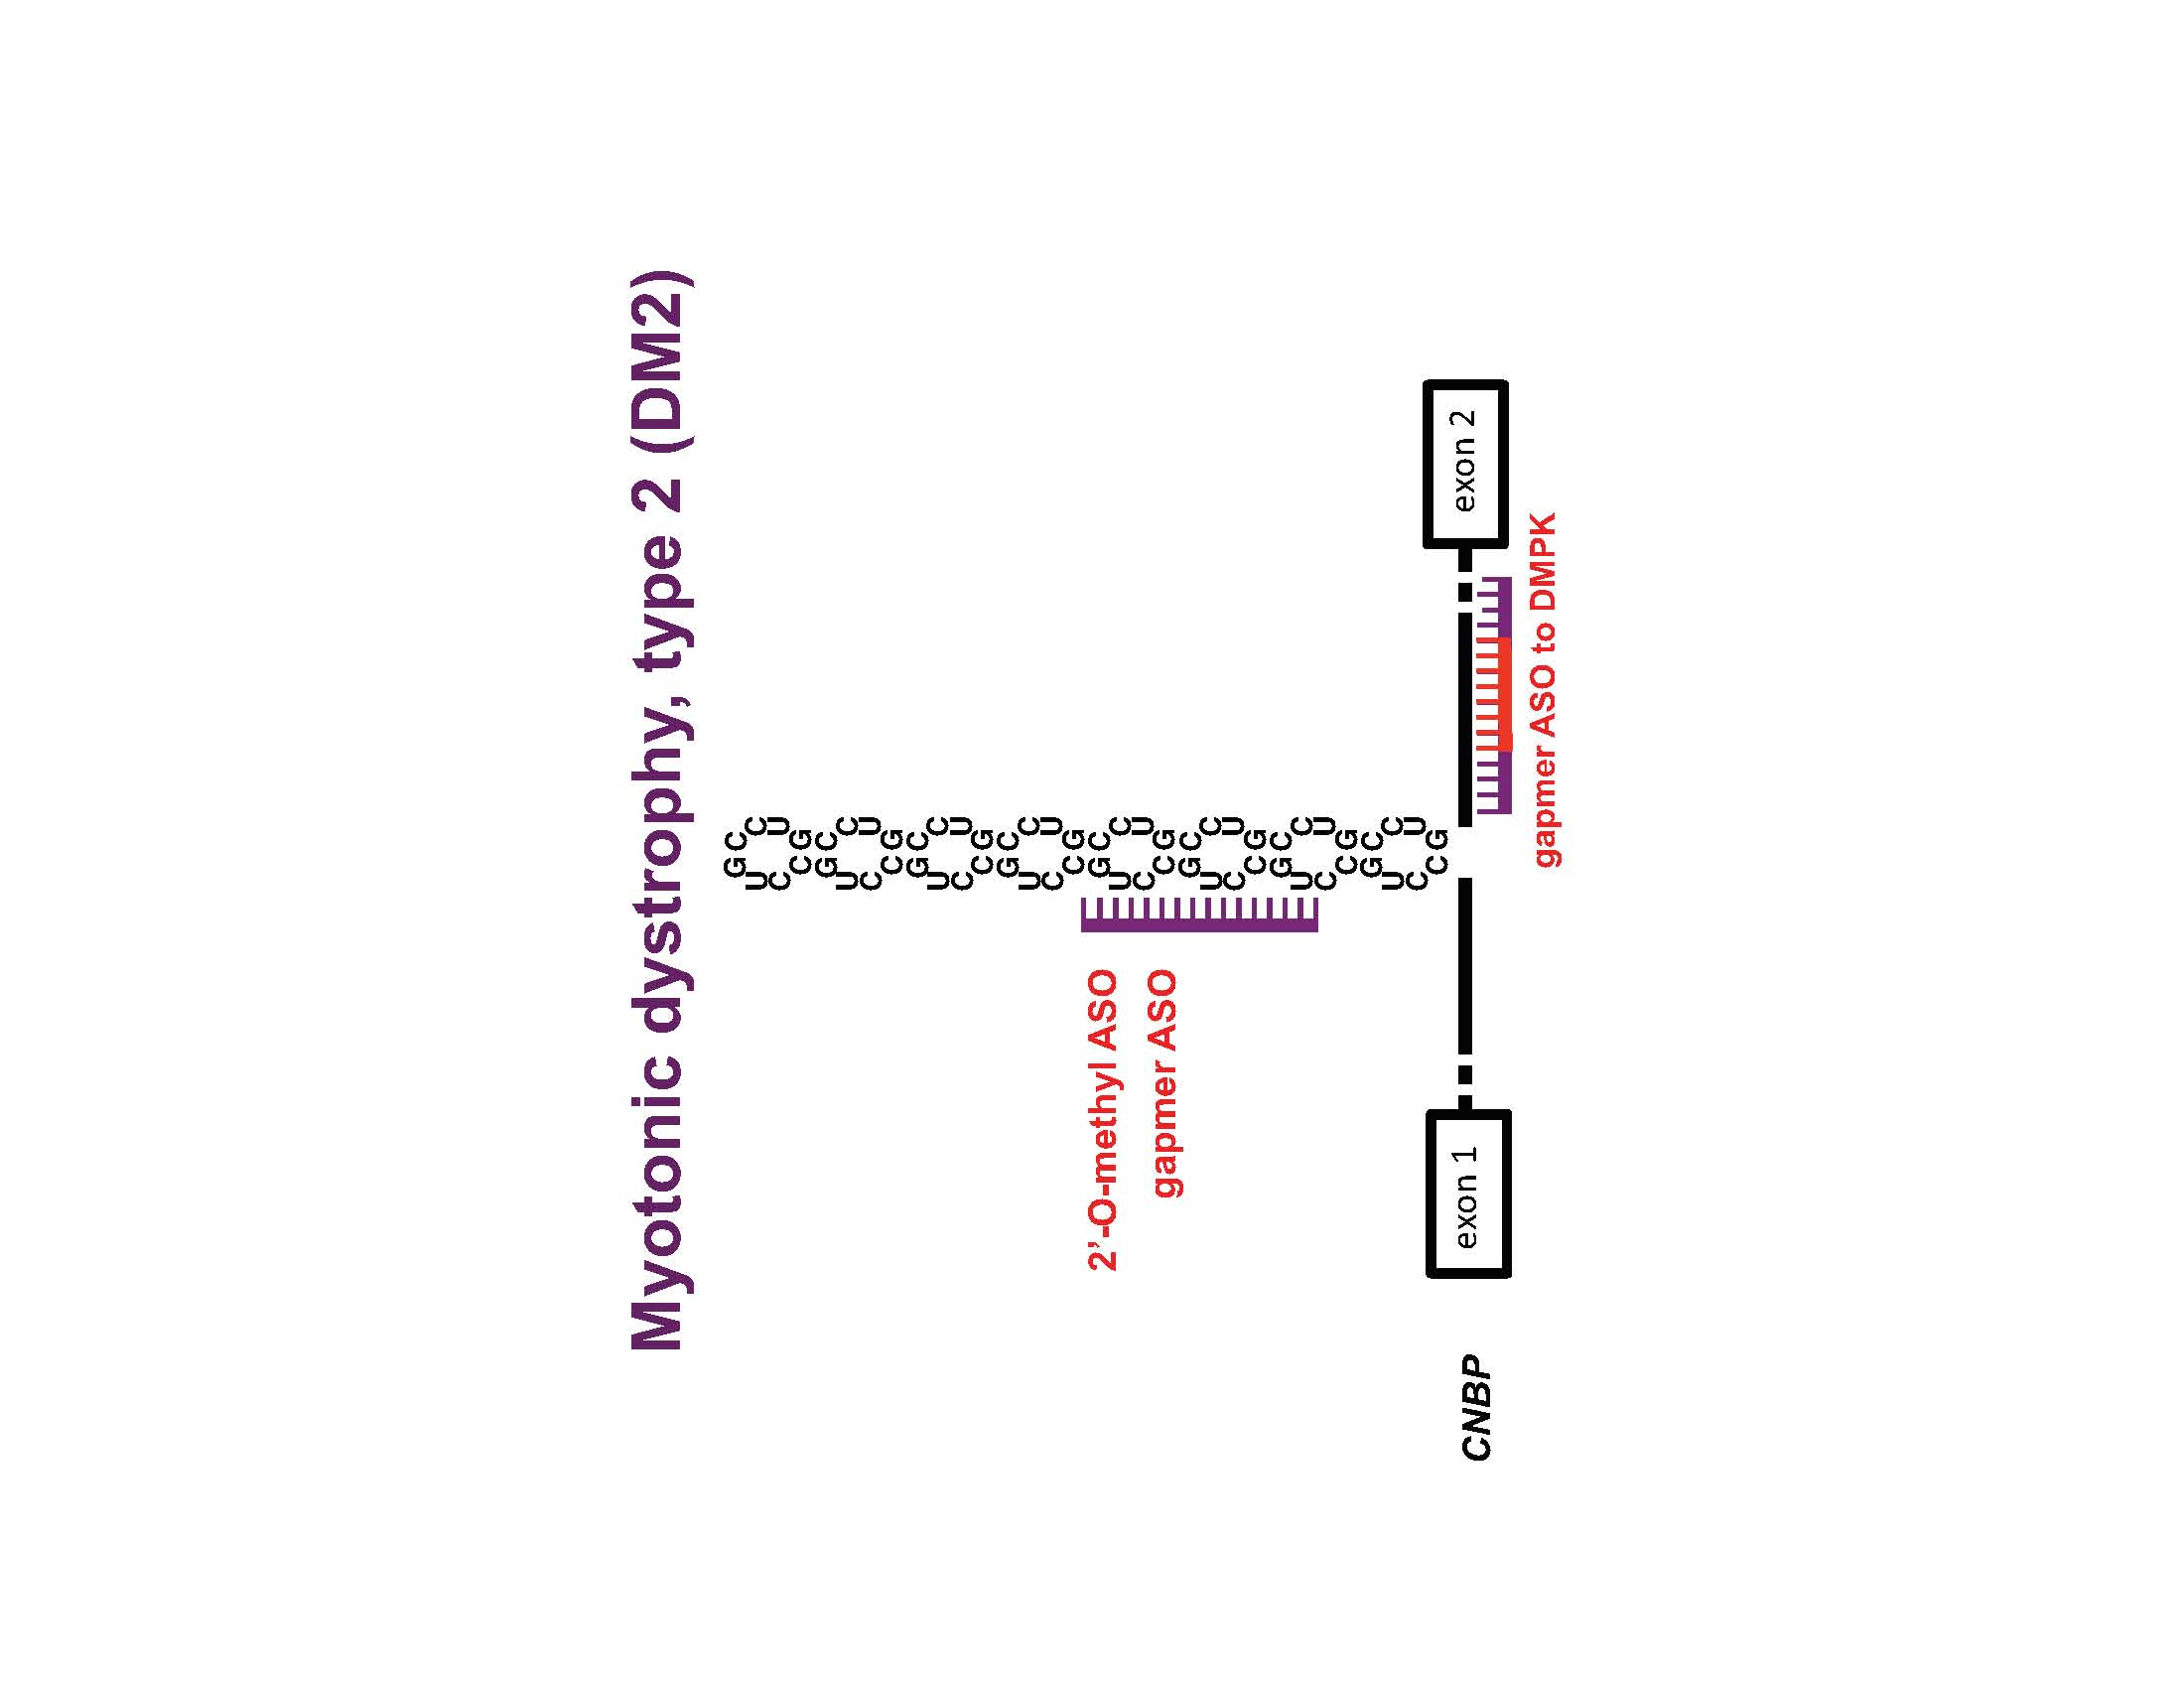 Myotonic dystrophy, type 2 (DM2)
G C
U C
C U
C G
G C
U C
C U
C G
G C
U C
C U
C G
G C
U C
C U
C G
G C
U C
C U
C G
G C
U C
C U
C G
G C
U C
C U
C G
G C
U C
C U
C G
2'-O-methyl ASO
gapmer ASO
CNBP
exon 1
exon 2
gapmer ASO to DMPK